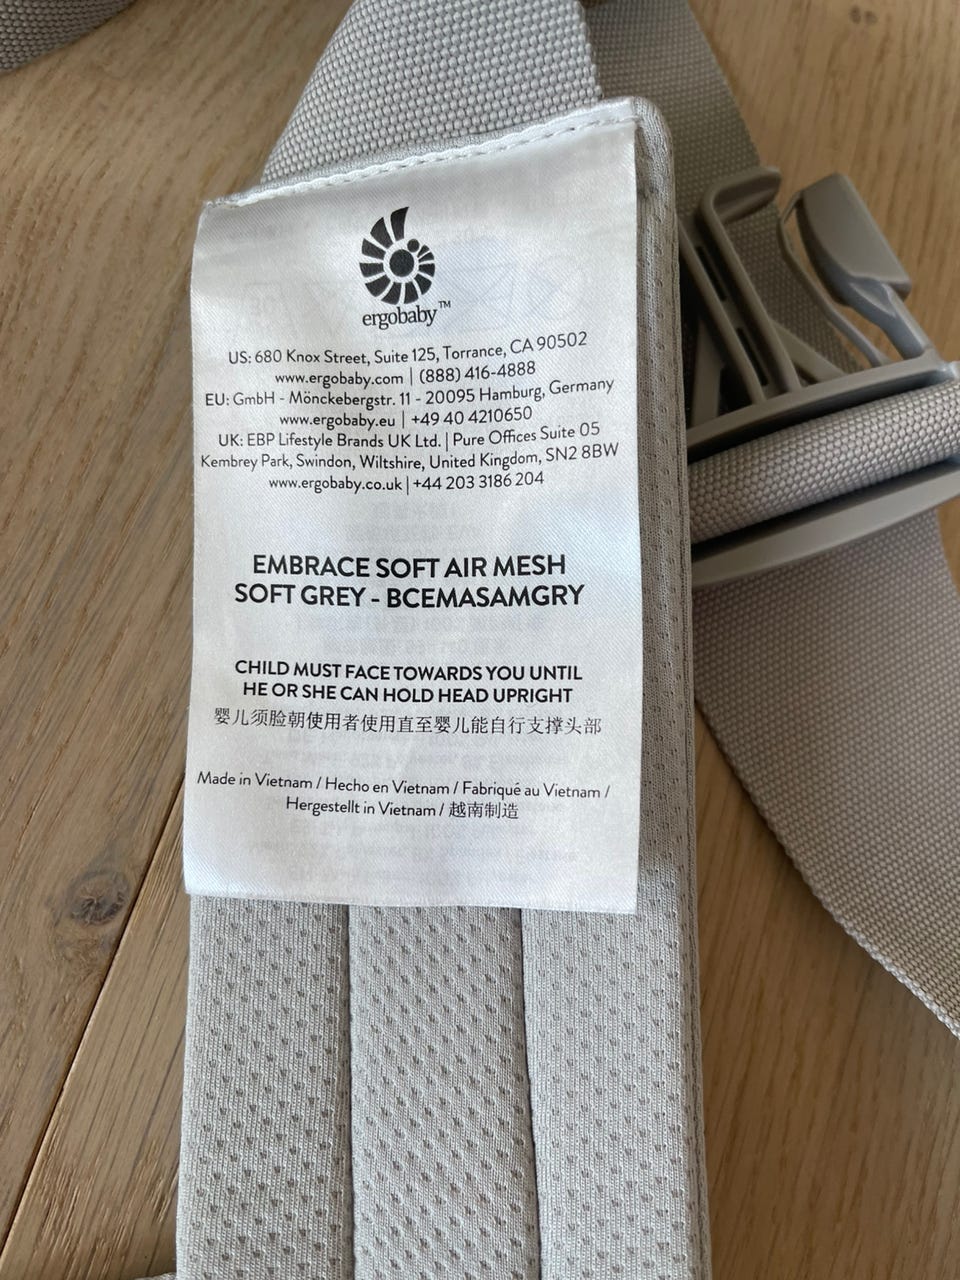 ergobaby™
US: 680 Knox Street, Suite 125, Torrance, CA 90502
www.ergobaby.com | (888) 416-4888
EU: GmbH - Mönckebergstr. 11 - 20095 Hamburg, Germany
www.ergobaby.eu | +49 40 4210650
UK: EBP Lifestyle Brands UK Ltd. | Pure Offices Suite 05
Kembrey Park, Swindon, Wiltshire, United Kingdom, SN2 8BW
www.ergobaby.co.uk | +44 203 3186 204
EMBRACE SOFT AIR MESH
SOFT GREY - BCEMASAMGRY
CHILD MUST FACE TOWARDS YOU UNTIL
HE OR SHE CAN HOLD HEAD UPRIGHT
婴儿须脸朝使用者使用直至婴儿能自行支撑头部
Made in Vietnam / Hecho en Vietnam / Fabriqué au Vietnam /
Hergestellt in Vietnam / 越南制造